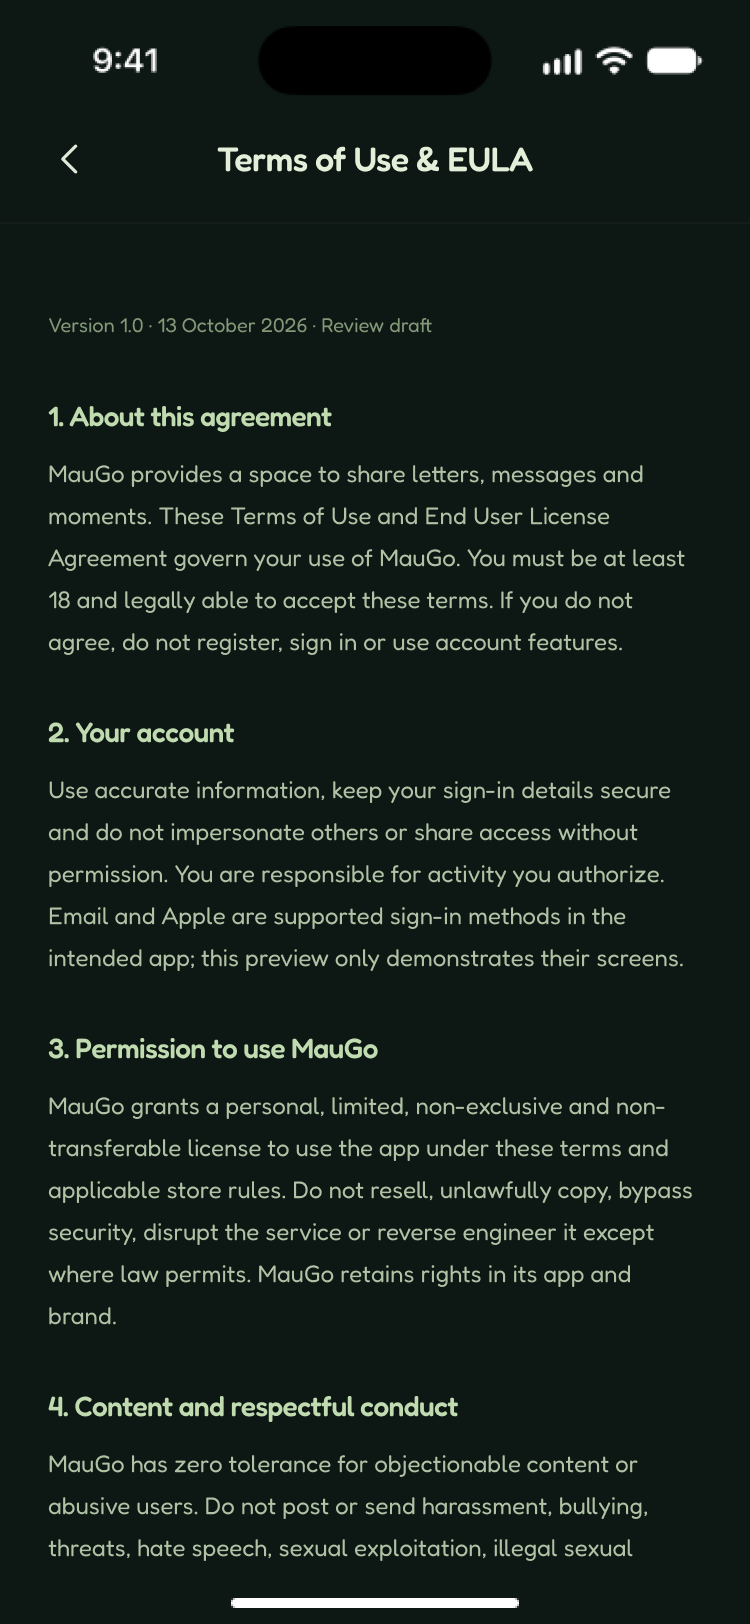 9:41
Terms of Use & EULA
Version 1.0 · 13 October 2026 · Review draft
1. About this agreement
MauGo provides a space to share letters, messages and
moments. These Terms of Use and End User License
Agreement govern your use of MauGo. You must be at least
18 and legally able to accept these terms. If you do not
agree, do not register, sign in or use account features.
2. Your account
Use accurate information, keep your sign-in details secure
and do not impersonate others or share access without
permission. You are responsible for activity you authorize.
Email and Apple are supported sign-in methods in the
intended app; this preview only demonstrates their screens.
3. Permission to use MauGo
MauGo grants a personal, limited, non-exclusive and non-
transferable license to use the app under these terms and
applicable store rules. Do not resell, unlawfully copy, bypass
security, disrupt the service or reverse engineer it except
where law permits. MauGo retains rights in its app and
brand.
4. Content and respectful conduct
MauGo has zero tolerance for objectionable content or
abusive users. Do not post or send harassment, bullying,
threats, hate speech, sexual exploitation, illegal sexual